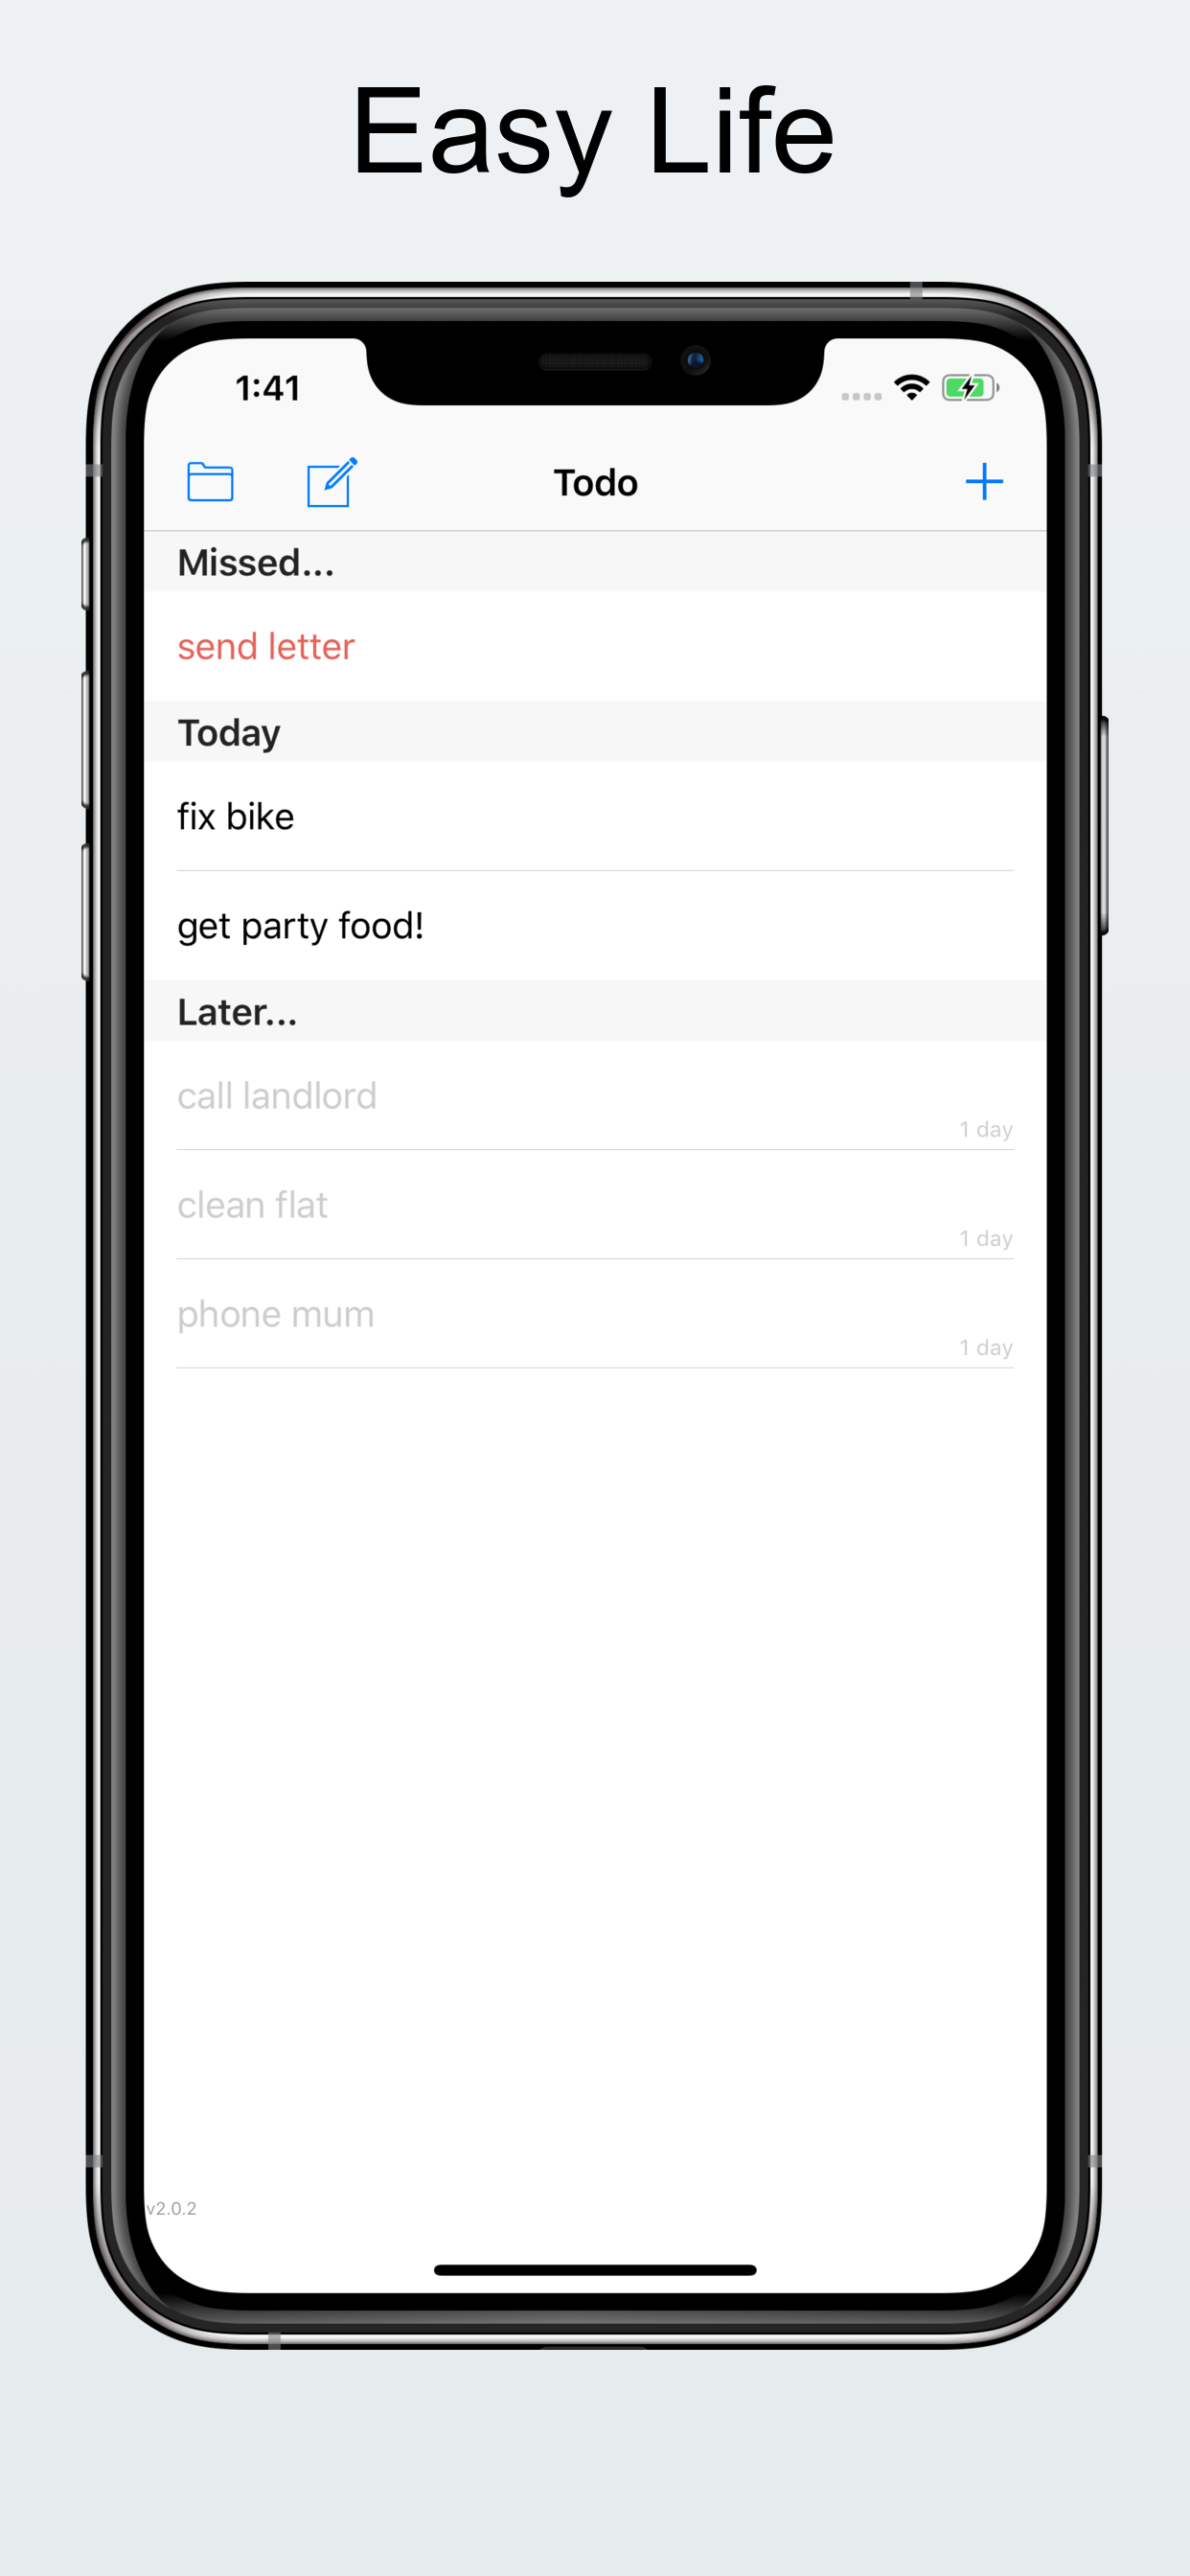 Easy Life
1:41
Todo
Missed...
send letter
Today
fix bike
get party food!
Later...
call landlord
1 day
clean flat
1 day
phone mum
1 day
v2.0.2